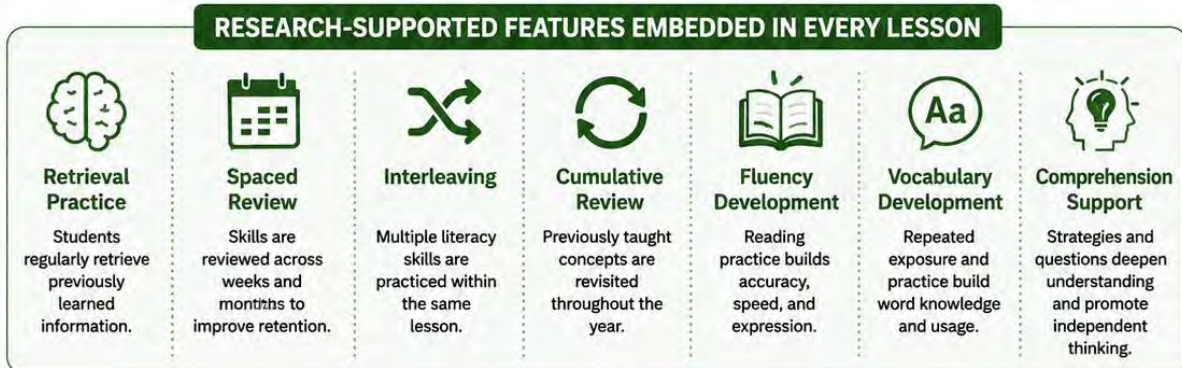 RESEARCH-SUPPORTED FEATURES EMBEDDED IN EVERY LESSON
Retrieval
Practice
Students
regularly retrieve
previously
learned
information.
Spaced
Review
Skills are
reviewed across
weeks and
to
improve retention.
Interleaving
Multiple literacy
skills are
practiced within
the same
lesson.
Cumulative
Review
Previously taught
concepts are
revisited
throughout the
year.
Fluency
Development
Reading
practice builds
accuracy,
speed, and
expression.
Aa
Vocabulary
Development
Repeated
exposure and
practice build
word knowledge
and usage.
Comprehension
Support
Strategies and
questions deepen
understanding
and promote
independent
thinking.